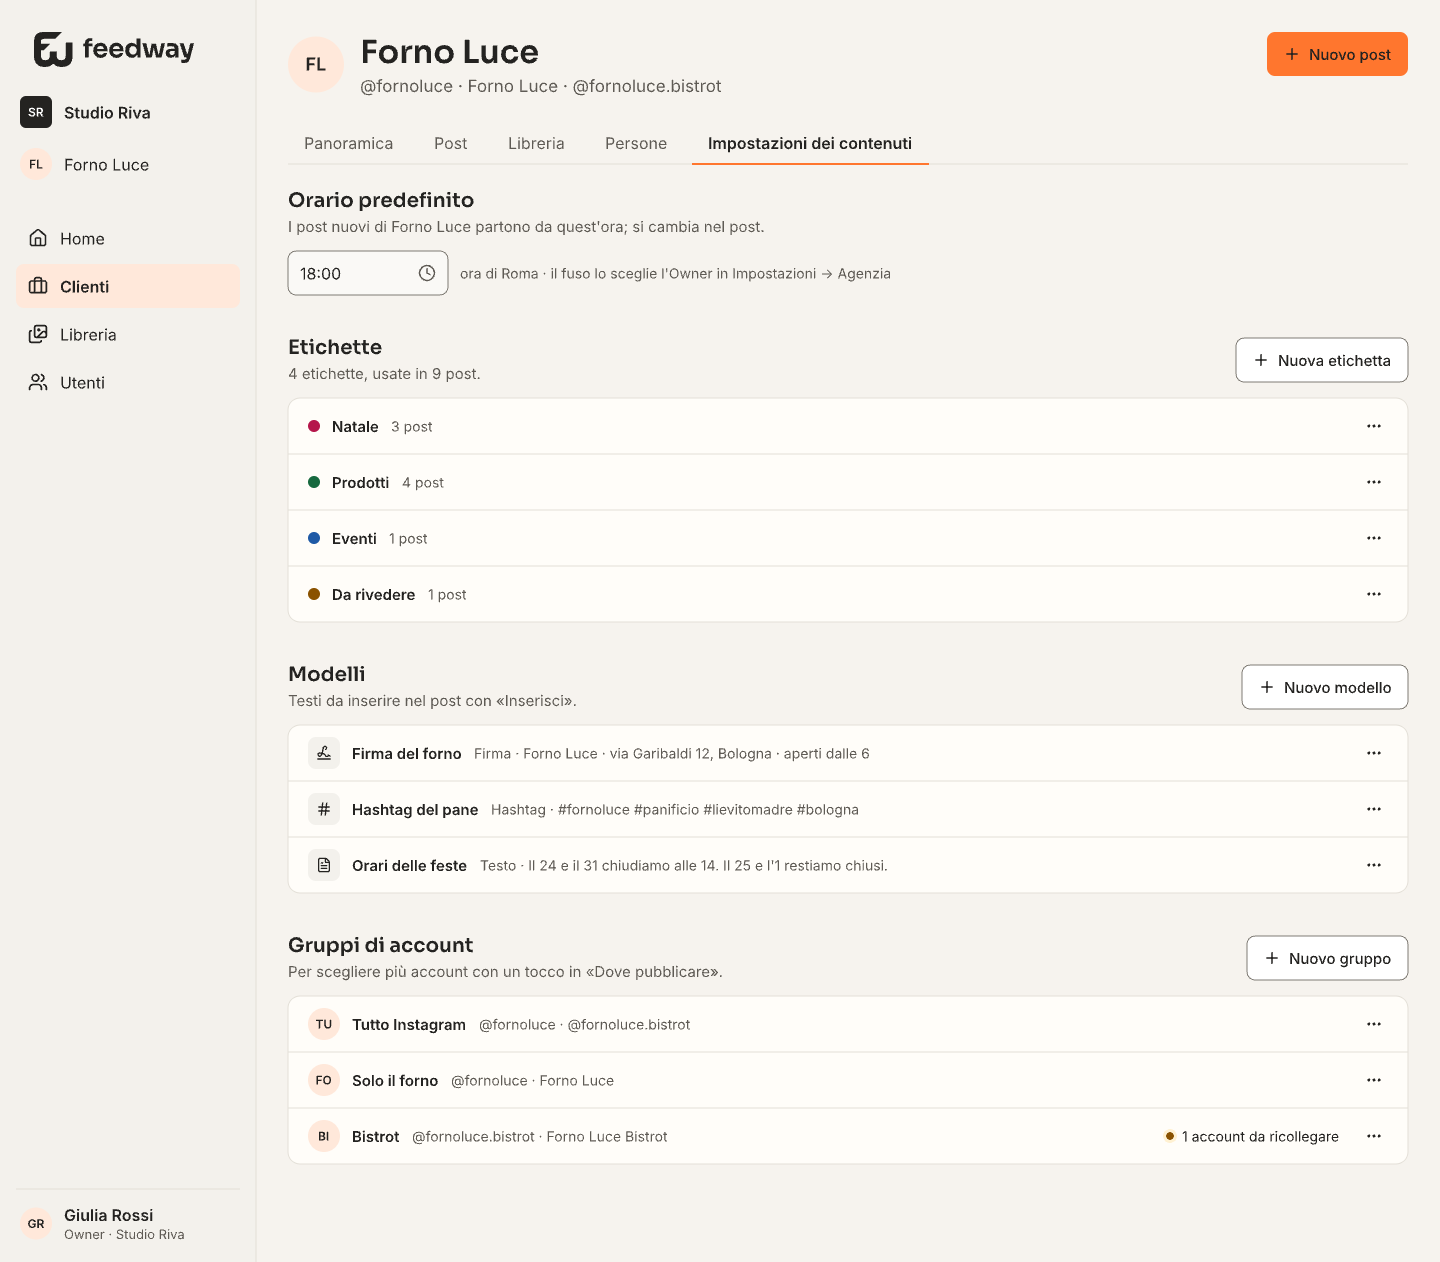 feedway
SR Studio Riva
FL Forno Luce
Home
Clienti
Libreria
Utenti
GR Giulia Rossi
Owner · Studio Riva
FL Forno Luce
@fornoluce · Forno Luce · @fornoluce.bistrot
+ Nuovo post
Panoramica Post Libreria Persone Impostazioni dei contenuti
Orario predefinito
I post nuovi di Forno Luce partono da quest'ora; si cambia nel post.
18:00 ora di Roma · il fuso lo sceglie l'Owner in Impostazioni → Agenzia
Etichette
4 etichette, usate in 9 post.
+ Nuova etichetta
Natale 3 post
Prodotti 4 post
Eventi 1 post
Da rivedere 1 post
Modelli
Testi da inserire nel post con «Inserisci».
+ Nuovo modello
Firma del forno Firma · Forno Luce · via Garibaldi 12, Bologna · aperti dalle 6
# Hashtag del pane Hashtag · #fornoluce #panificio #lievitomadre #bologna
Orari delle feste Testo · Il 24 e il 31 chiudiamo alle 14. Il 25 e l'1 restiamo chiusi.
Gruppi di account
Per scegliere più account con un tocco in «Dove pubblicare».
+ Nuovo gruppo
TU Tutto Instagram @fornoluce · @fornoluce.bistrot
FO Solo il forno @fornoluce · Forno Luce
BI Bistrot @fornoluce.bistrot · Forno Luce Bistrot 1 account da ricollegare